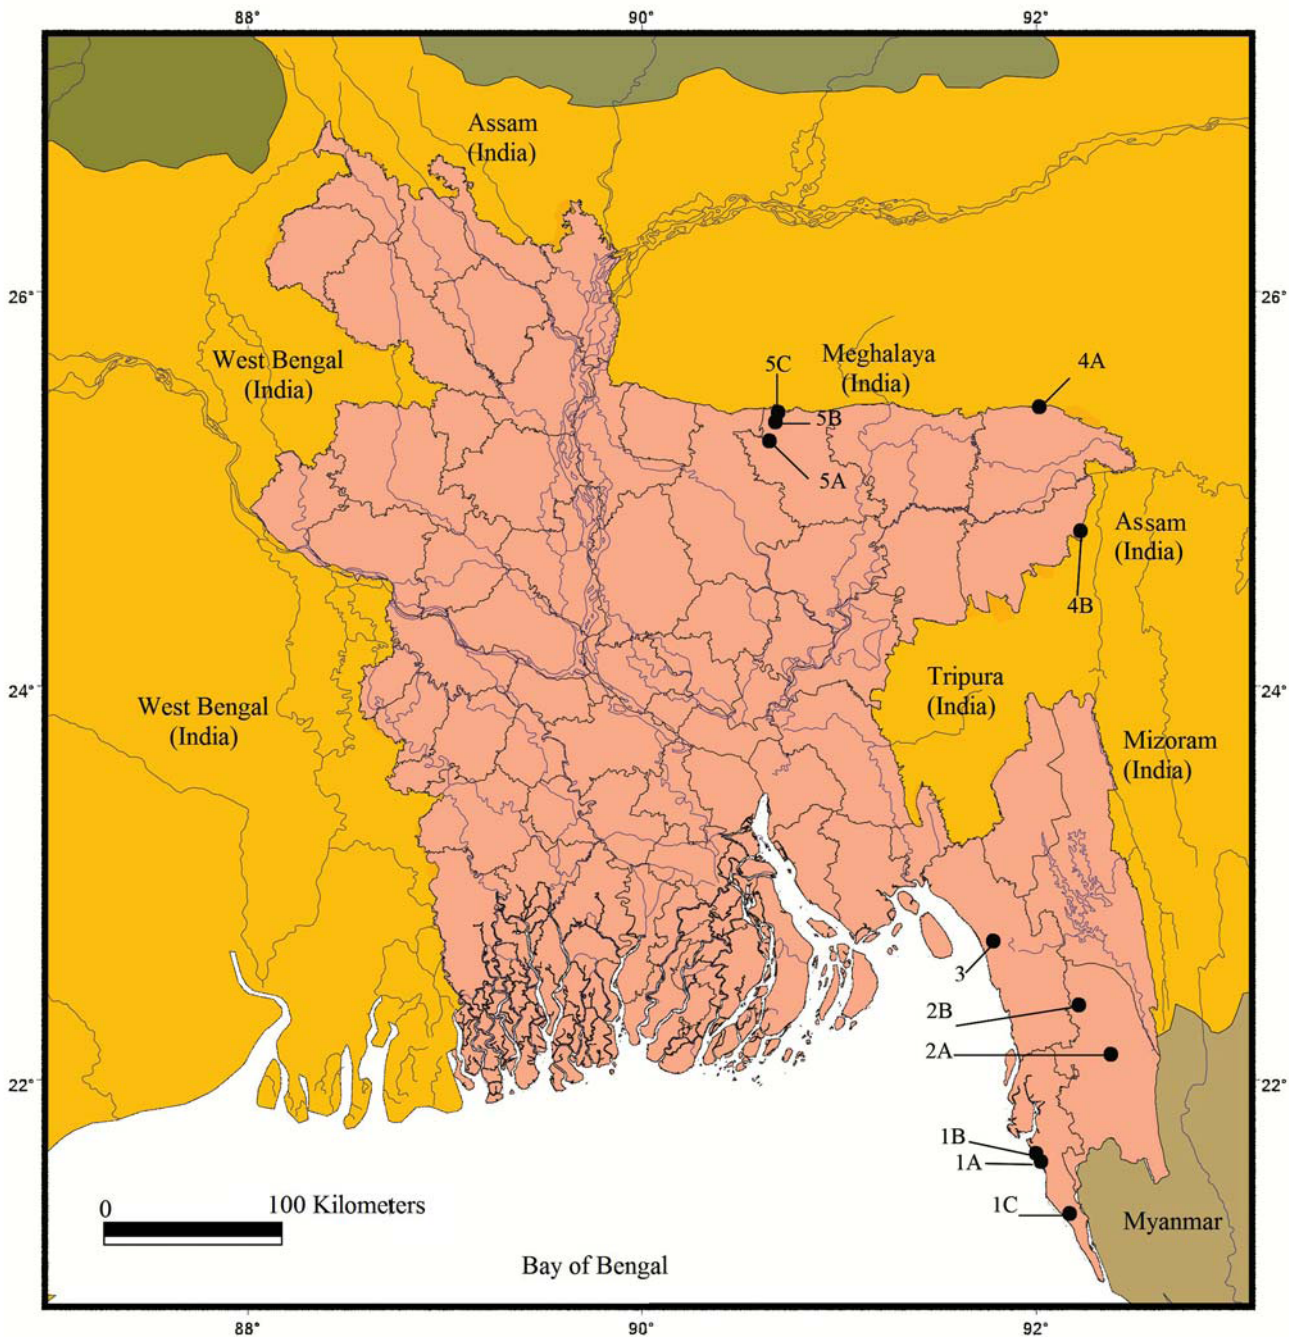 88°
90°
92°
Assam
(India)
26°
26°
West Bengal
(India)
5C
Meghalaya
(India)
4A
5B
5A
Assam
(India)
4B
24°
24°
Tripura
(India)
West Bengal
(India)
Mizoram
(India)
3
2B
2A
22°
22°
1B
1A
1C
0
100 Kilometers
Myanmar
Bay of Bengal
88°
90°
92°